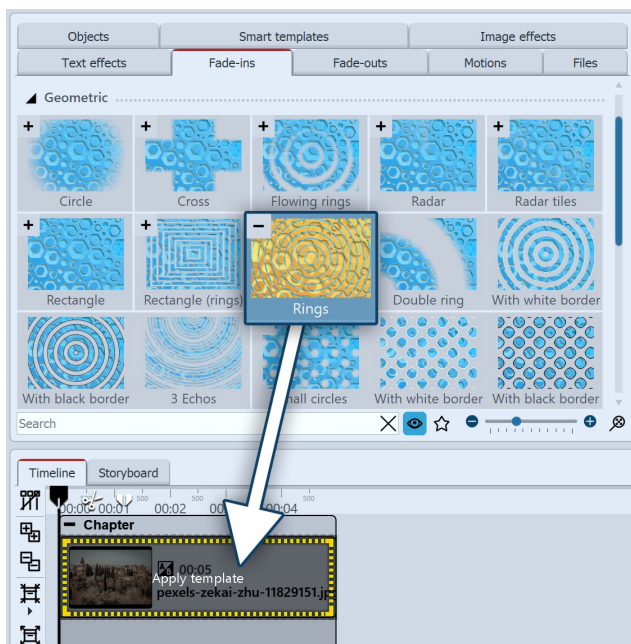 Objects Smart templates Image effects
Text effects Fade-ins Fade-outs Motions Files
Geometric
Circle Cross Flowing rings Radar Radar tiles
Rectangle Rectangle (rings) Rings Double ring With white border
With black border 3 Echos circles With white border With black border
Search
Timeline Storyboard
500 500 500
00:00 00:01 00:02 00:04
Chapter
00:05
Apply template
pexels-zekai-zhu-11829151.jp